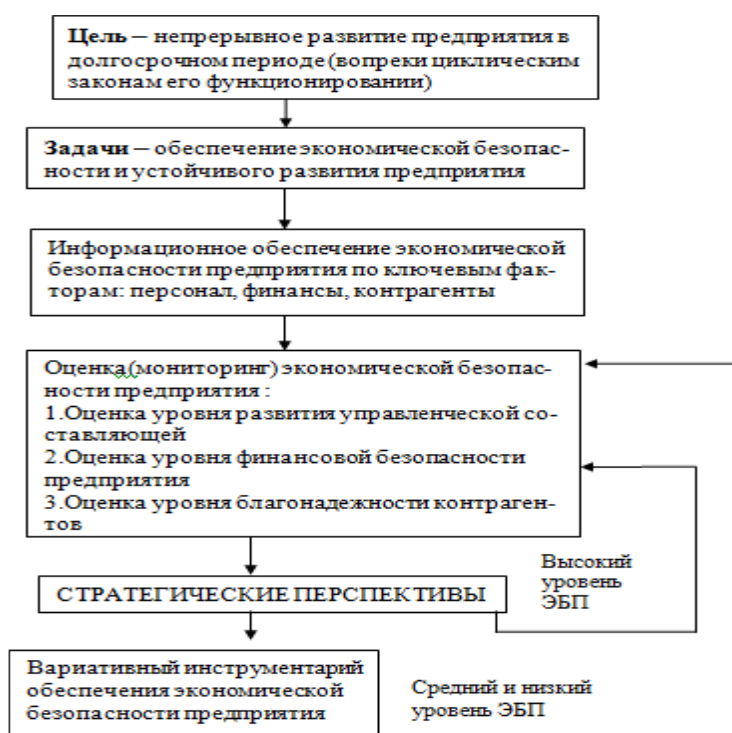 Цель – непрерывное развитие предприятия в
долгосрочном периоде (вопреки циклическим
законам его функционировании)
Задачи – обеспечение экономической безопас-
ности и устойчивого развития предприятия
Информационное обеспечение экономической
безопасности предприятия по ключевым фак-
торам: персонал, финансы, контрагенты
Оценка(мониторинг) экономической безопас-
ности предприятия :
1.Оценка уровня развития управленческой со-
ставляющей
2.Оценка уровня финансовой безопасности
предприятия
3.Оценка уровня благонадежности контраген-
тов
Высокий
уровень
ЭБП
СТРАТЕГИЧЕСКИЕ ПЕРСПЕКТИВЫ
Вариативный инструментарий
обеспечения экономической
безопасности предприятия
Средний и низкий
уровень ЭБП